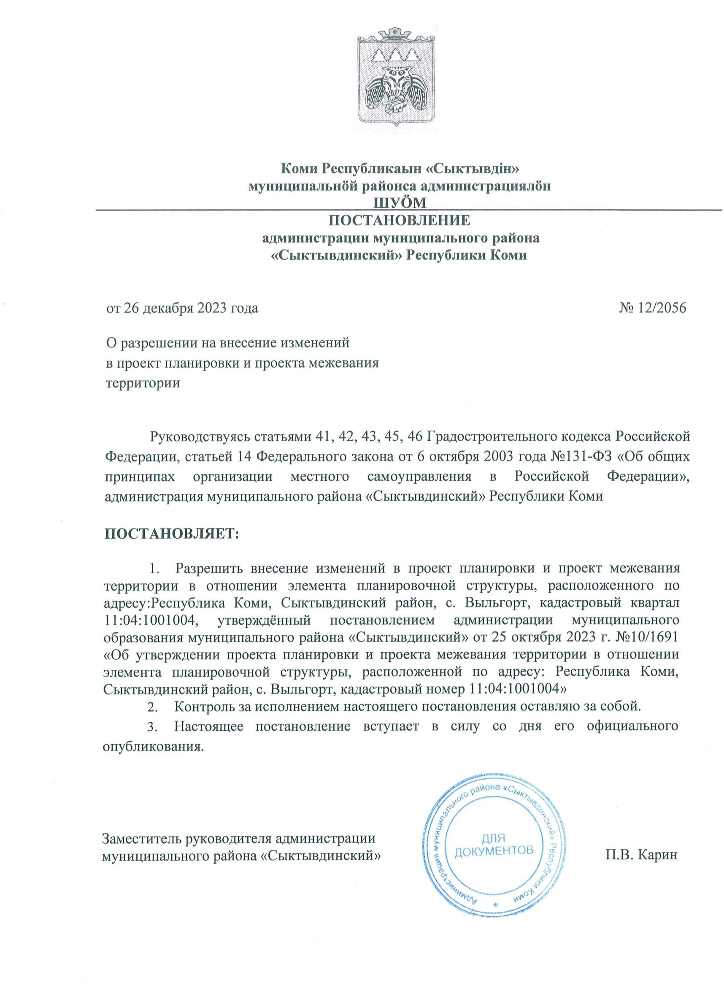 Коми Республикаын «Сыктывдiн»
муниципальнöй районса администрациялöн
ШУÖМ
ПОСТАНОВЛЕНИЕ
администрации муниципального района
«Сыктывдинский» Республики Коми
от 26 декабря 2023 года № 12/2056
О разрешении на внесение изменений
в проект планировки и проекта межевания
территории
Руководствуясь статьями 41, 42, 43, 45, 46 Градостроительного кодекса Российской
Федерации, статьей 14 Федерального закона от 6 октября 2003 года №131-ФЗ «Об общих
принципах организации местного самоуправления в Российской Федерации»,
администрация муниципального района «Сыктывдинский» Республики Коми
ПОСТАНОВЛЯЕТ:
1. Разрешить внесение изменений в проект планировки и проект межевания
территории в отношении элемента планировочной структуры, расположенного по
адресу:Республика Коми, Сыктывдинский район, с. Выльгорт, кадастровый квартал
11:04:1001004, утверждённый постановлением администрации муниципального
образования муниципального района «Сыктывдинский» от 25 октября 2023 г. №10/1691
«Об утверждении проекта планировки и проекта межевания территории в отношении
элемента планировочной структуры, расположенной по адресу: Республика Коми,
Сыктывдинский район, с. Выльгорт, кадастровый номер 11:04:1001004»
2. Контроль за исполнением настоящего постановления оставляю за собой.
3. Настоящее постановление вступает в силу со дня его официального
опубликования.
Заместитель руководителя администрации
муниципального района «Сыктывдинский» П.В. Карин
Администрация муниципального района «Сыктывдинский» Республики Коми *
ДЛЯ
ДОКУМЕНТОВ